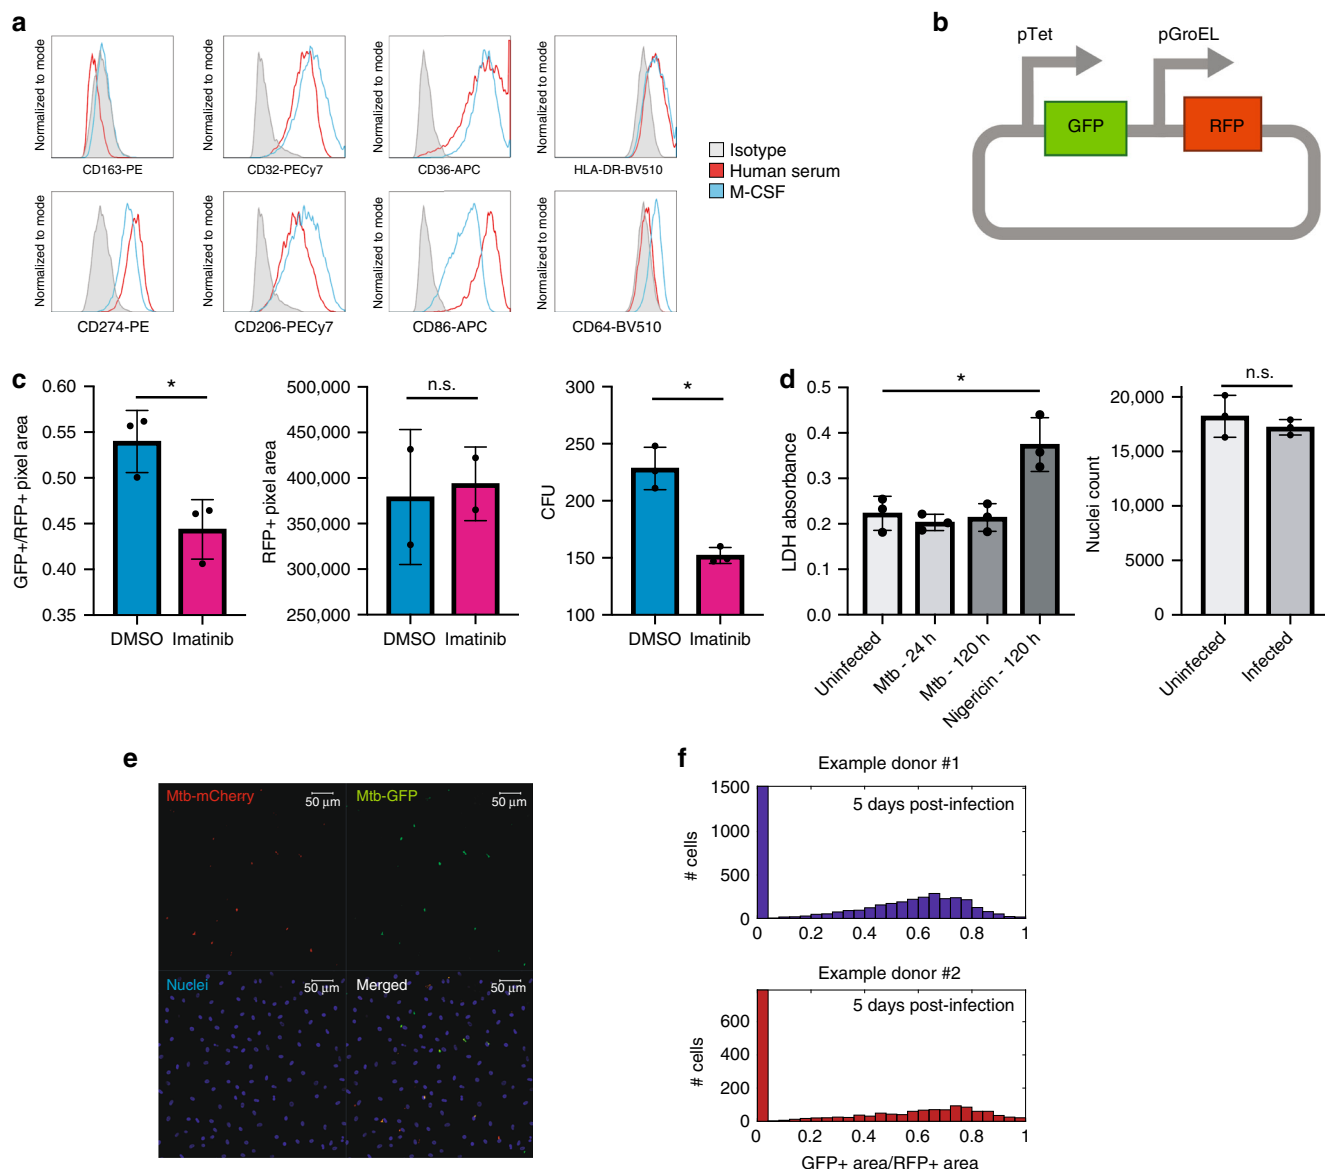 a
Normalized to mode
CD163-PE
Normalized to mode
CD32-PECy7
Normalized to mode
CD36-APC
Normalized to mode
HLA-DR-BV510
Normalized to mode
CD274-PE
Normalized to mode
CD206-PECy7
Normalized to mode
CD86-APC
Normalized to mode
CD64-BV510
Isotype
Human serum
M-CSF
b
pTet
pGroEL
GFP
RFP
c
GFP+/RFP+ pixel area
0.60
0.55
0.50
0.45
0.40
0.35
*
DMSO
Imatinib
RFP+ pixel area
500,000
450,000
400,000
350,000
300,000
250,000
n.s.
DMSO
Imatinib
CFU
300
250
200
150
100
*
DMSO
Imatinib
d
LDH absorbance
0.5
0.4
0.3
0.2
0.1
0.0
*
Uninfected
Mtb - 24 h
Mtb - 120 h
Nigericin - 120 h
Nuclei count
20,000
15,000
10,000
5000
0
n.s.
Uninfected
Infected
e
Mtb-mCherry
50 μm
Mtb-GFP
50 μm
Nuclei
50 μm
Merged
50 μm
f
Example donor #1
5 days post-infection
# cells
1500
1000
500
0
0 0.2 0.4 0.6 0.8 1
Example donor #2
5 days post-infection
# cells
600
400
200
0
0 0.2 0.4 0.6 0.8 1
GFP+ area/RFP+ area